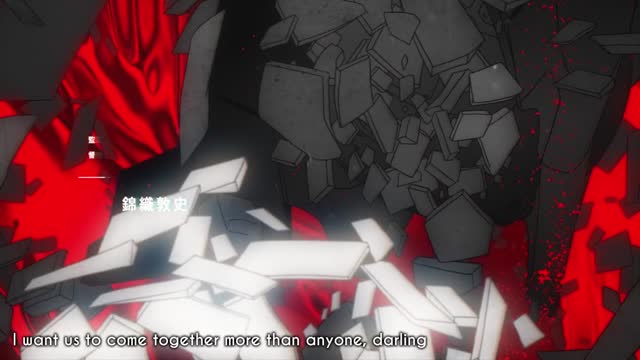 監督
錦織敦史
I want us to come together more than anyone, darling